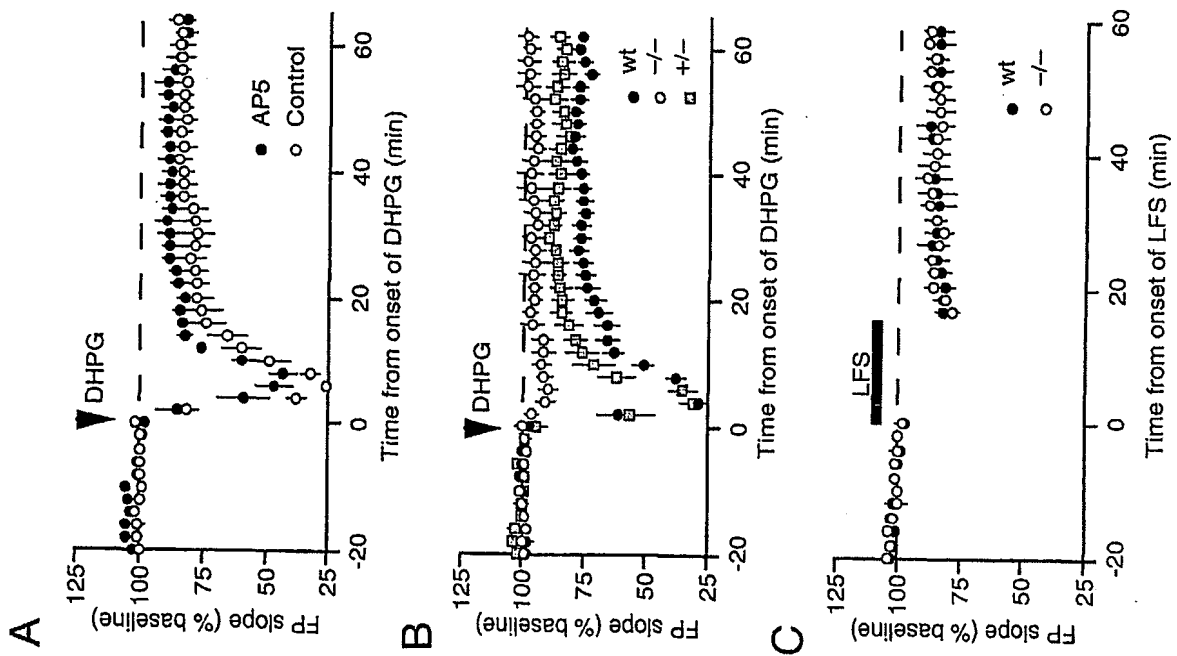 A
FP slope (% baseline)
125
100
75
50
25
DHPG
AP5
Control
-20
0
20
40
60
Time from onset of DHPG (min)
B
FP slope (% baseline)
125
100
75
50
25
DHPG
wt
-/-
+/-
-20
0
20
40
60
Time from onset of DHPG (min)
C
FP slope (% baseline)
125
100
75
50
25
LFS
wt
-/-
-20
0
20
40
60
Time from onset of LFS (min)